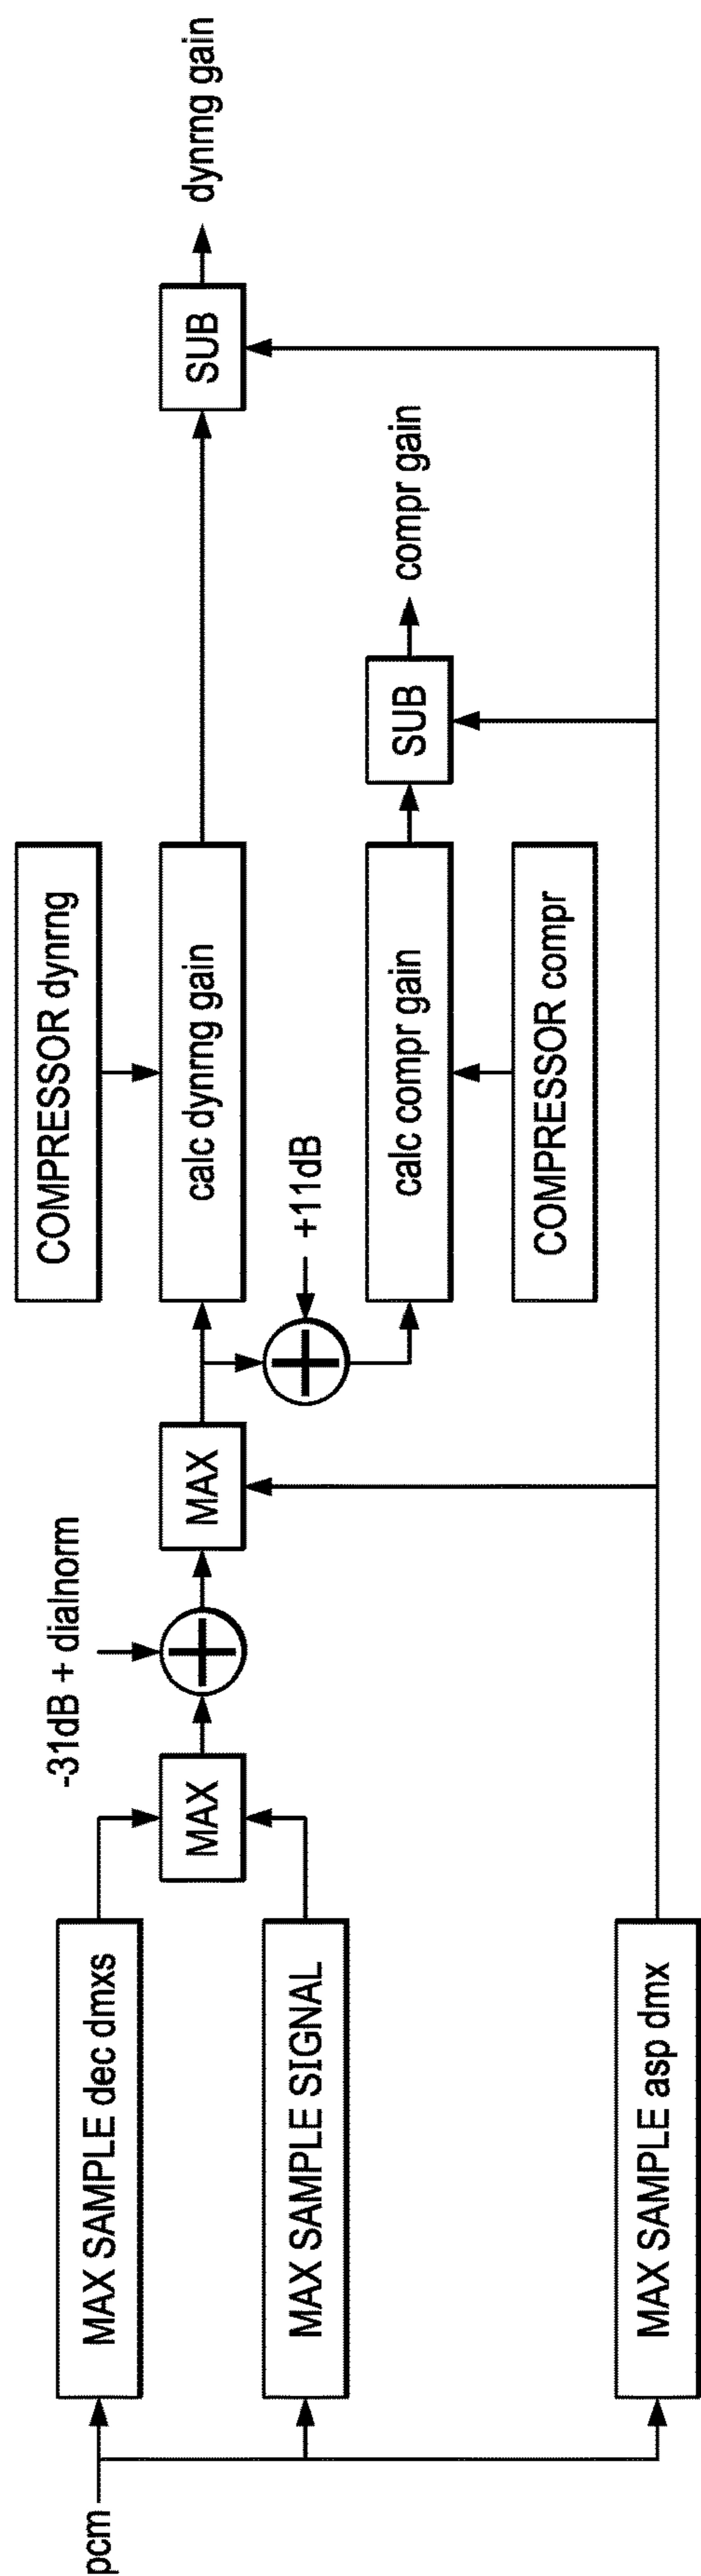 pcm
MAX SAMPLE dec dmxs
MAX SAMPLE SIGNAL
MAX SAMPLE asp dmx
MAX
-31dB + dialnorm
MAX
+11dB
COMPRESSOR dynrng
calc dynrng gain
calc compr gain
COMPRESSOR compr
SUB
compr gain
SUB
dynrng gain